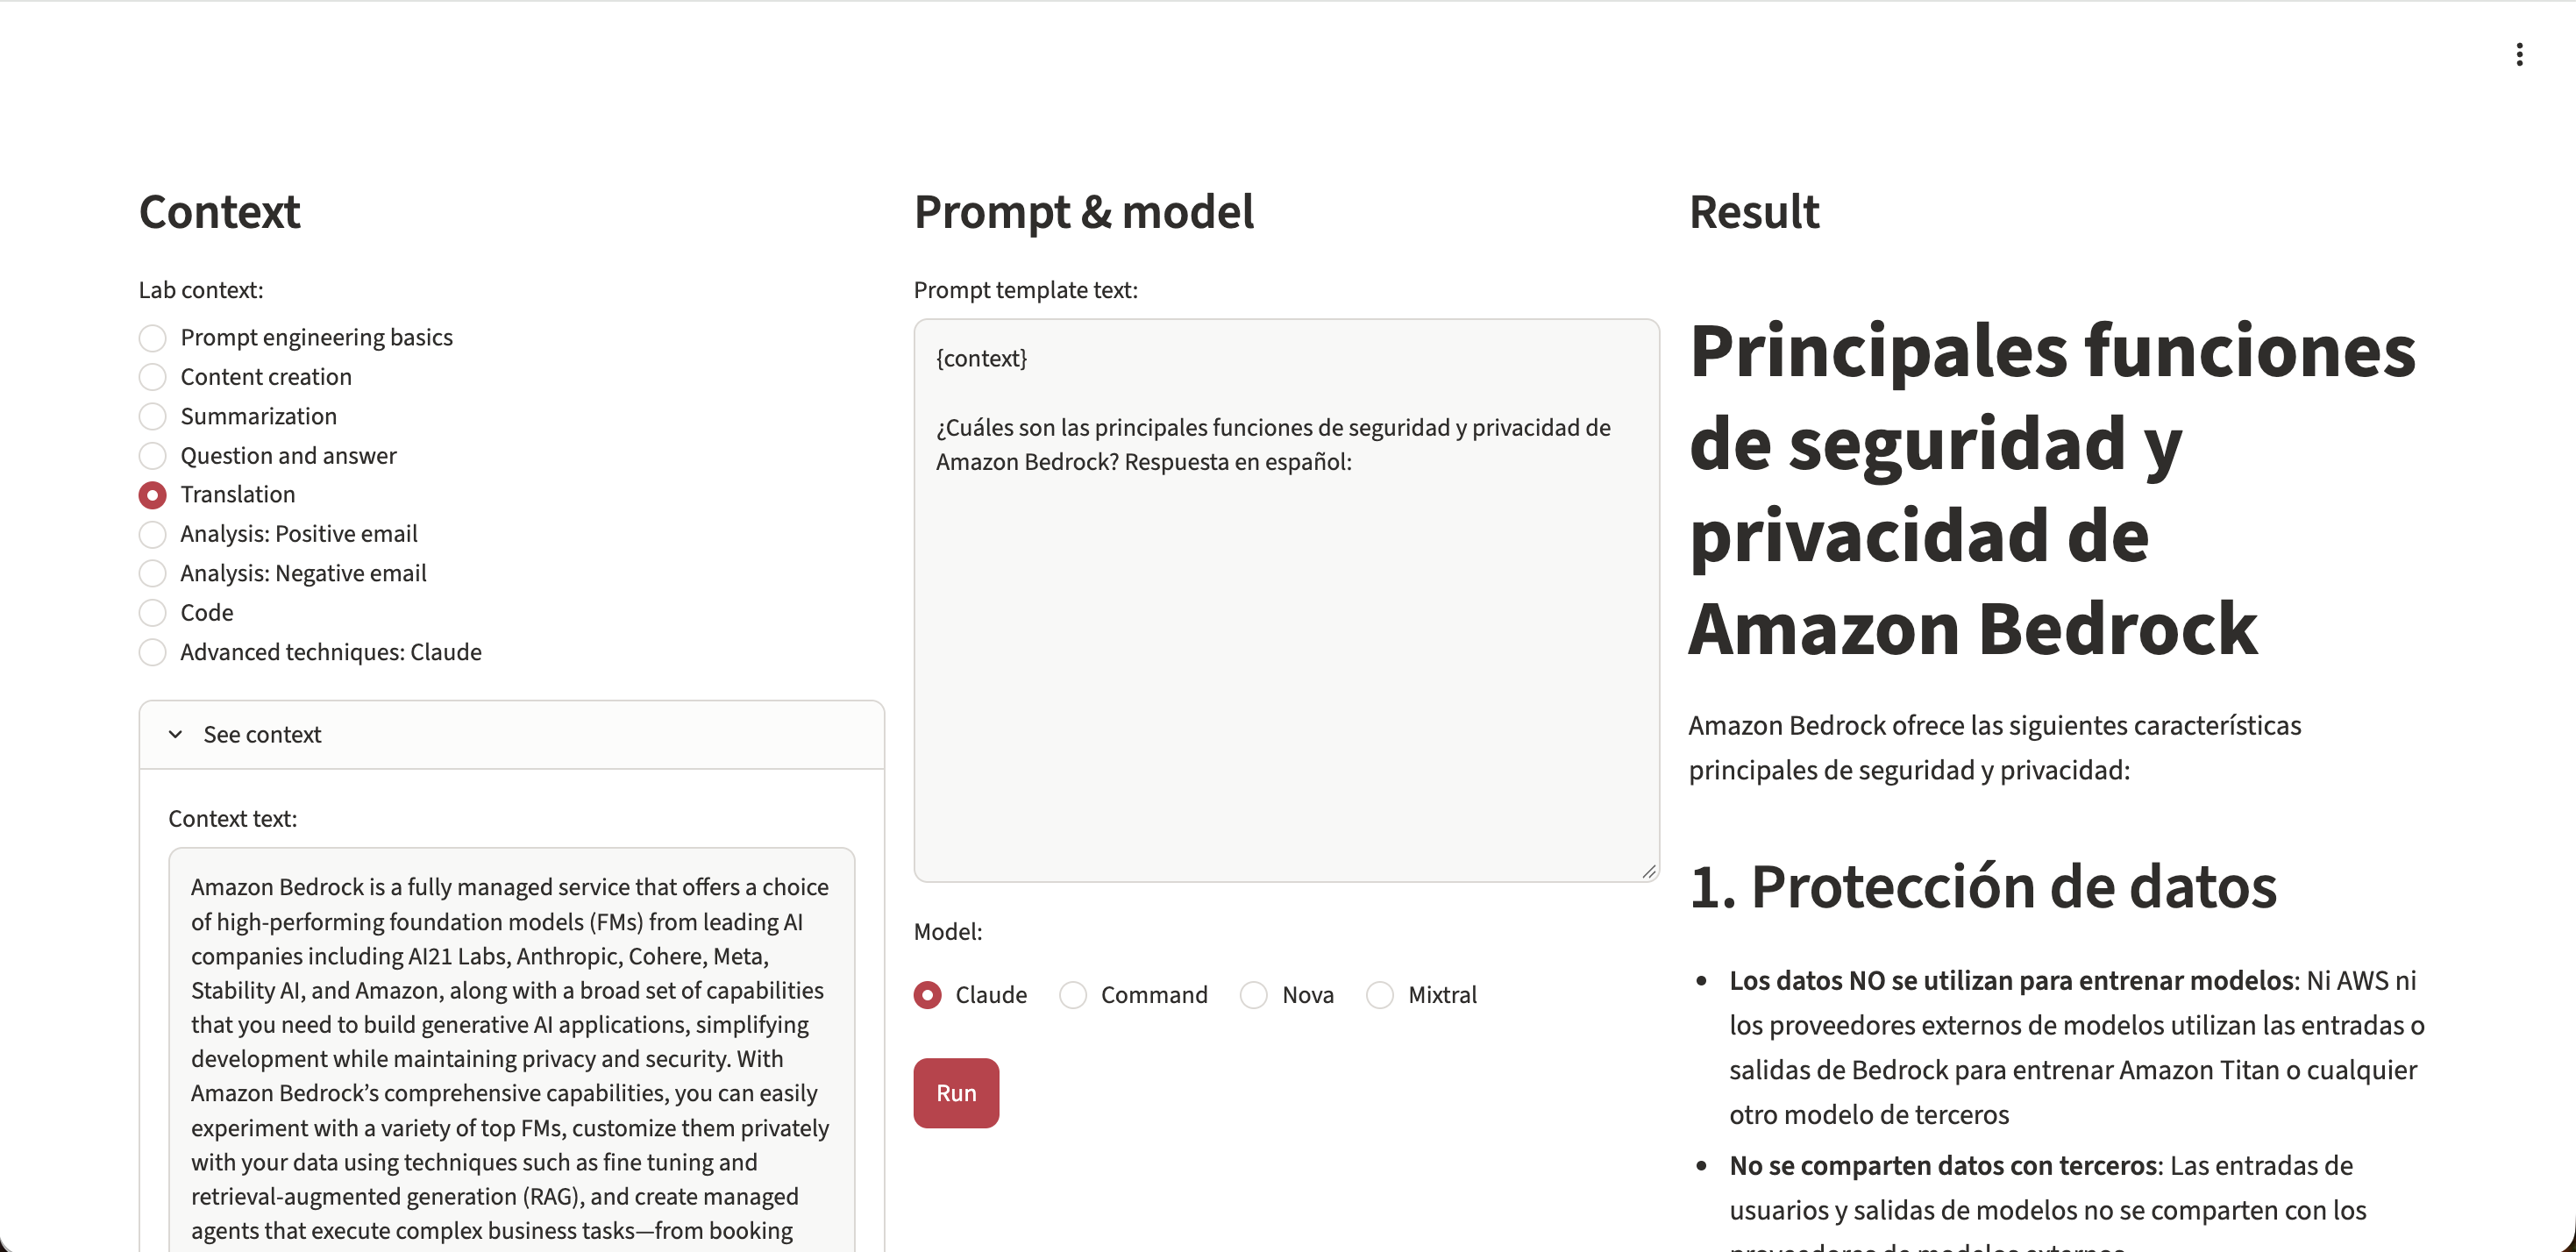 Context
Lab context:
Prompt engineering basics
Content creation
Summarization
Question and answer
Translation
Analysis: Positive email
Analysis: Negative email
Code
Advanced techniques: Claude
See context
Context text:
Amazon Bedrock is a fully managed service that offers a choice
of high-performing foundation models (FMs) from leading AI
companies including AI21 Labs, Anthropic, Cohere, Meta,
Stability AI, and Amazon, along with a broad set of capabilities
that you need to build generative AI applications, simplifying
development while maintaining privacy and security. With
Amazon Bedrock’s comprehensive capabilities, you can easily
experiment with a variety of top FMs, customize them privately
with your data using techniques such as fine tuning and
retrieval-augmented generation (RAG), and create managed
agents that execute complex business tasks—from booking
Prompt & model
Prompt template text:
{context}
¿Cuáles son las principales funciones de seguridad y privacidad de
Amazon Bedrock? Respuesta en español:
Model:
Claude
Command
Nova
Mixtral
Run
Result
Principales funciones
de seguridad y
privacidad de
Amazon Bedrock
Amazon Bedrock ofrece las siguientes características
principales de seguridad y privacidad:
1. Protección de datos
• Los datos NO se utilizan para entrenar modelos: Ni AWS ni
los proveedores externos de modelos utilizan las entradas o
salidas de Bedrock para entrenar Amazon Titan o cualquier
otro modelo de terceros
• No se comparten datos con terceros: Las entradas de
usuarios y salidas de modelos no se comparten con los